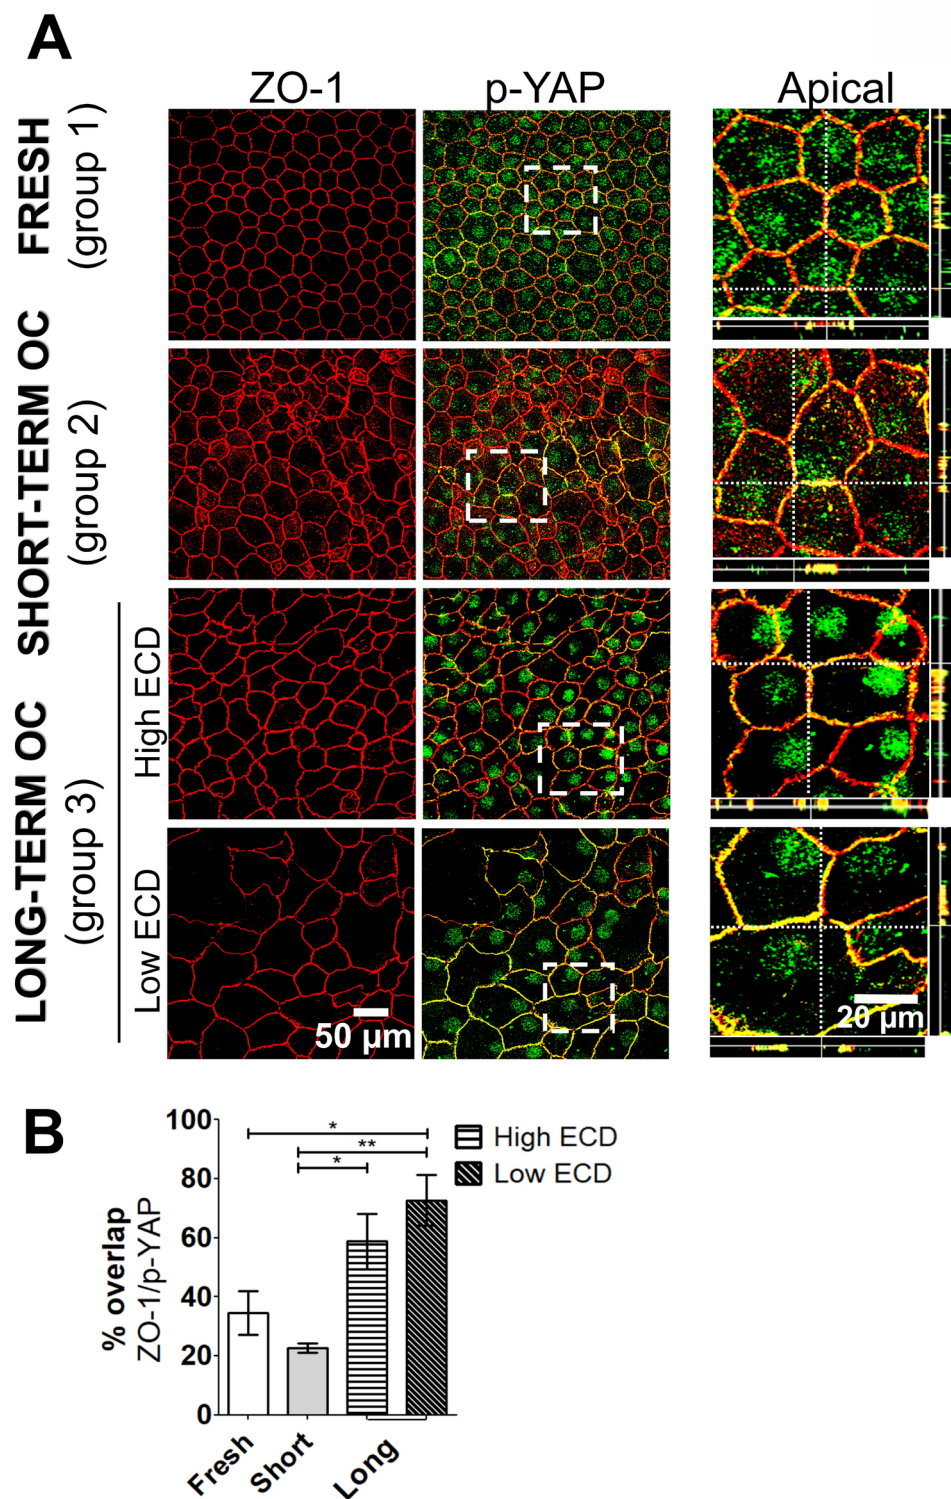 A
ZO-1
p-YAP
Apical
FRESH
(group 1)
SHORT-TERM OC
(group 2)
LONG-TERM OC
(group 3)
High ECD
Low ECD
50 µm
20 µm
B
100
80
60
40
20
0
% overlap
ZO-1/p-YAP
*
**
*
High ECD
Low ECD
Fresh
Short
Long